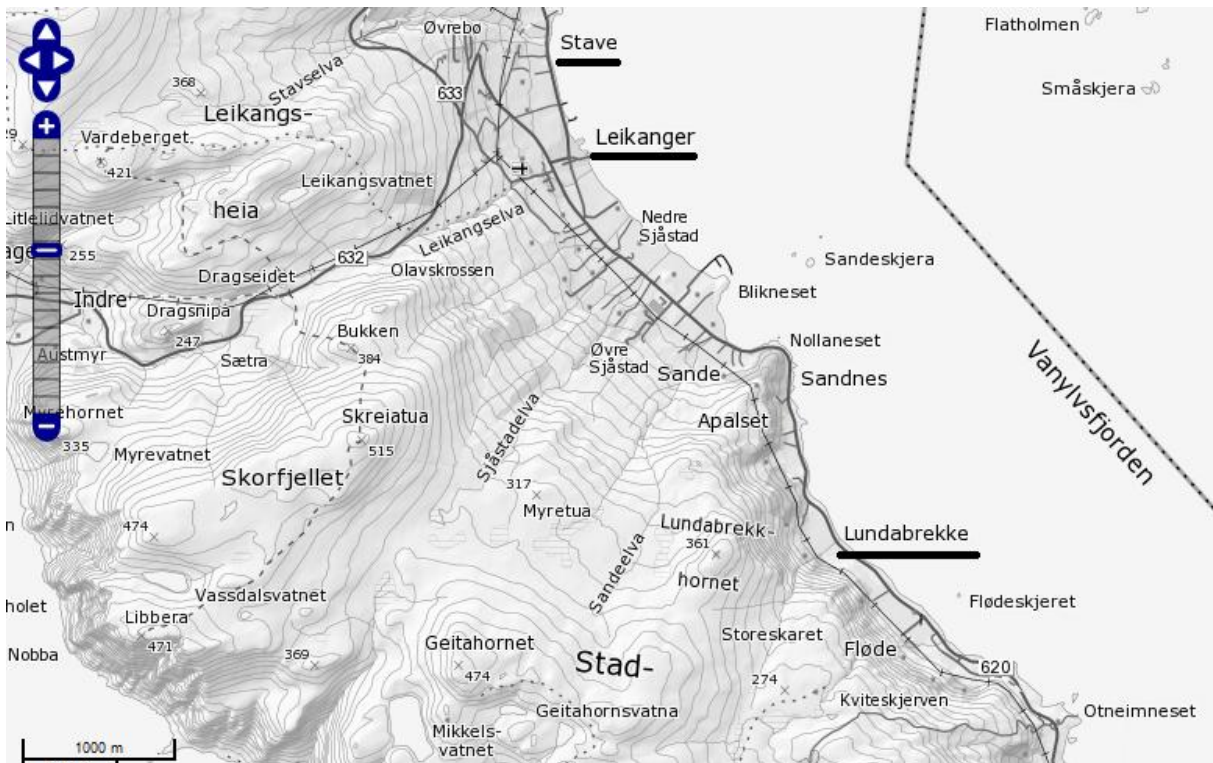 Øvrebø
Flatholmen
Stave
Småskjera
Stavselva
633
368
Leikangs-
Vardeberget
Leikanger
421
Leikangsvatnet
heia
Litlelidvatnet
Nedre
Sjåstad
Leikangselva
255
632
Sandeskjera
Dragseidet
Olavskrossen
Blikneset
Indre
Dragsnipa
Bukken
Nollaneset
247
384
Austmyr
Sætra
Øvre
Sjåstad
Sande
Sandnes
Vanylvsfjorden
Myrehornet
Skreiatua
Apalset
335
Myrevatnet
515
Sjåstadelva
Skorfjellet
317
Myretua
474
Lundabrekk-
361
Lundabrekke
hornet
Sandeelva
Vassdalsvatnet
Flødeskjeret
holet
Libbera
471
Nobba
369
Geitahornet
474
Stad-
Storeskaret
Fløde
620
274
Kviteskjerven
Geitahornsvatna
Otneimneset
Mikkels-
vatnet
1000 m